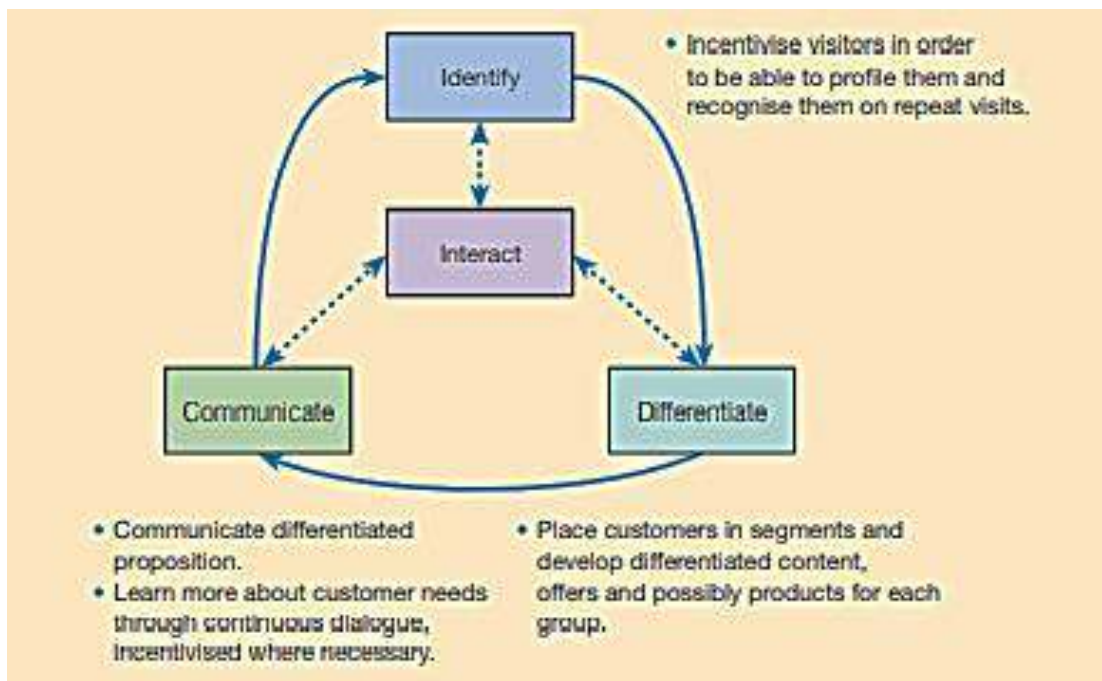 Identify
• Incentivise visitors in order
to be able to profile them and
recognise them on repeat visits.
Interact
Communicate
Differentiate
• Communicate differentiated
proposition.
• Learn more about customer needs
through continuous dialogue,
incentivised where necessary.
• Place customers in segments and
develop differentiated content,
offers and possibly products for each
group.